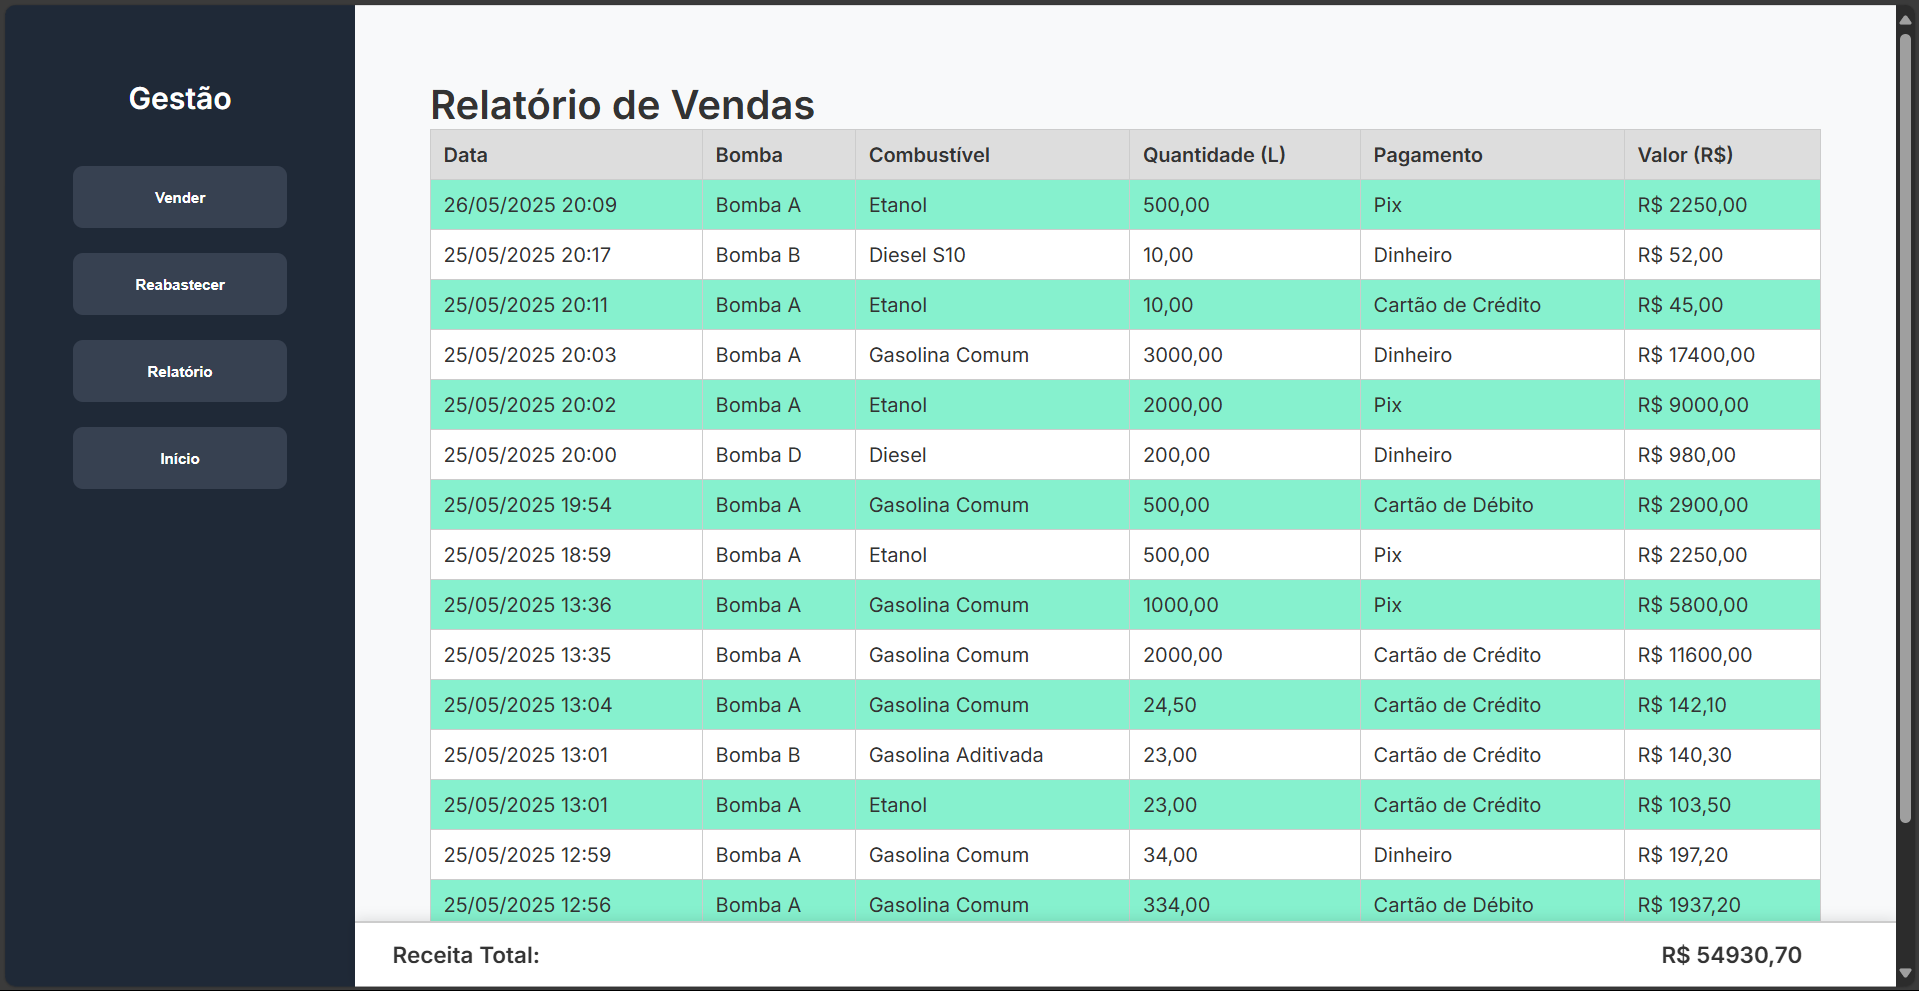 Gestão
Vender
Reabastecer
Relatório
Início
Relatório de Vendas
Data Bomba Combustível Quantidade (L) Pagamento Valor (R$)
26/05/2025 20:09 Bomba A Etanol 500,00 Pix R$ 2250,00
25/05/2025 20:17 Bomba B Diesel S10 10,00 Dinheiro R$ 52,00
25/05/2025 20:11 Bomba A Etanol 10,00 Cartão de Crédito R$ 45,00
25/05/2025 20:03 Bomba A Gasolina Comum 3000,00 Dinheiro R$ 17400,00
25/05/2025 20:02 Bomba A Etanol 2000,00 Pix R$ 9000,00
25/05/2025 20:00 Bomba D Diesel 200,00 Dinheiro R$ 980,00
25/05/2025 19:54 Bomba A Gasolina Comum 500,00 Cartão de Débito R$ 2900,00
25/05/2025 18:59 Bomba A Etanol 500,00 Pix R$ 2250,00
25/05/2025 13:36 Bomba A Gasolina Comum 1000,00 Pix R$ 5800,00
25/05/2025 13:35 Bomba A Gasolina Comum 2000,00 Cartão de Crédito R$ 11600,00
25/05/2025 13:04 Bomba A Gasolina Comum 24,50 Cartão de Crédito R$ 142,10
25/05/2025 13:01 Bomba B Gasolina Aditivada 23,00 Cartão de Crédito R$ 140,30
25/05/2025 13:01 Bomba A Etanol 23,00 Cartão de Crédito R$ 103,50
25/05/2025 12:59 Bomba A Gasolina Comum 34,00 Dinheiro R$ 197,20
25/05/2025 12:56 Bomba A Gasolina Comum 334,00 Cartão de Débito R$ 1937,20
Receita Total: R$ 54930,70